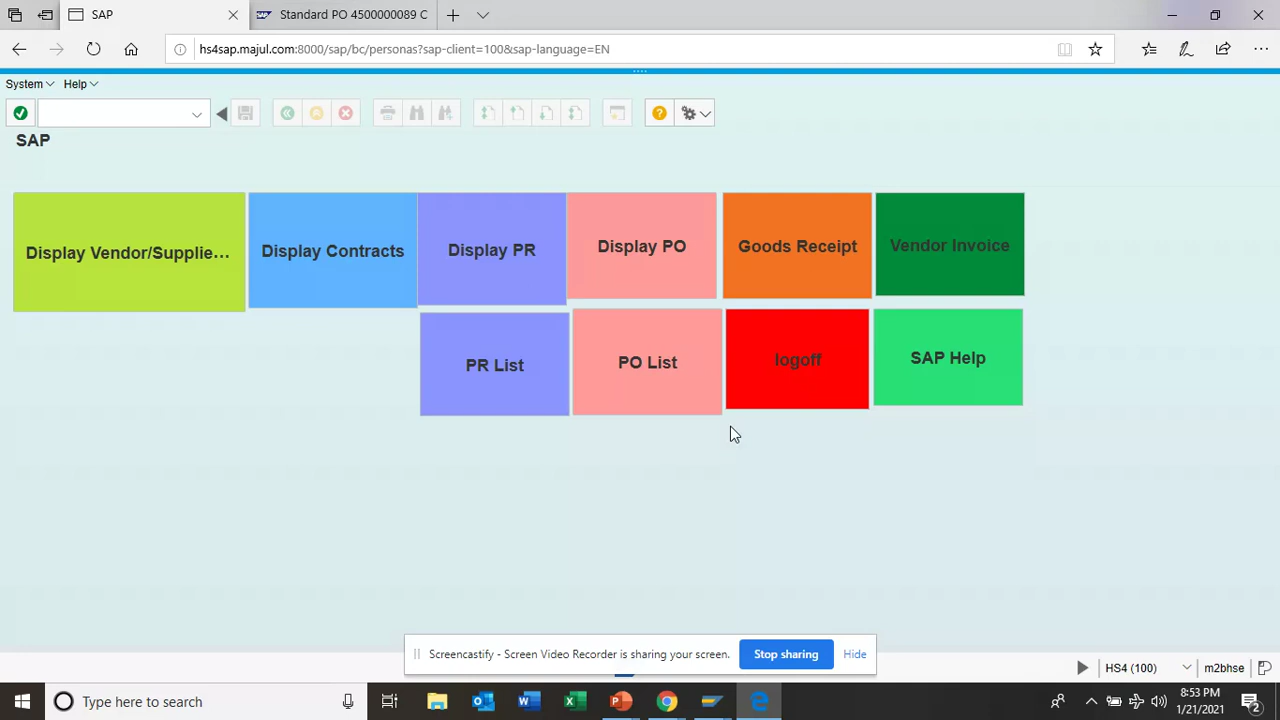 SAP
Standard PO 4500000089 C
hs4sap.majul.com:8000/sap/bc/personas?sap-client=100&sap-language=EN
System Help
SAP
Display Vendor/Supplie...
Display Contracts
Display PR
Display PO
Goods Receipt
Vendor Invoice
PR List
PO List
logoff
SAP Help
Screencastify - Screen Video Recorder is sharing your screen.
Stop sharing
Hide
HS4 (100)
m2bhse
Type here to search
8:53 PM
1/21/2021
2